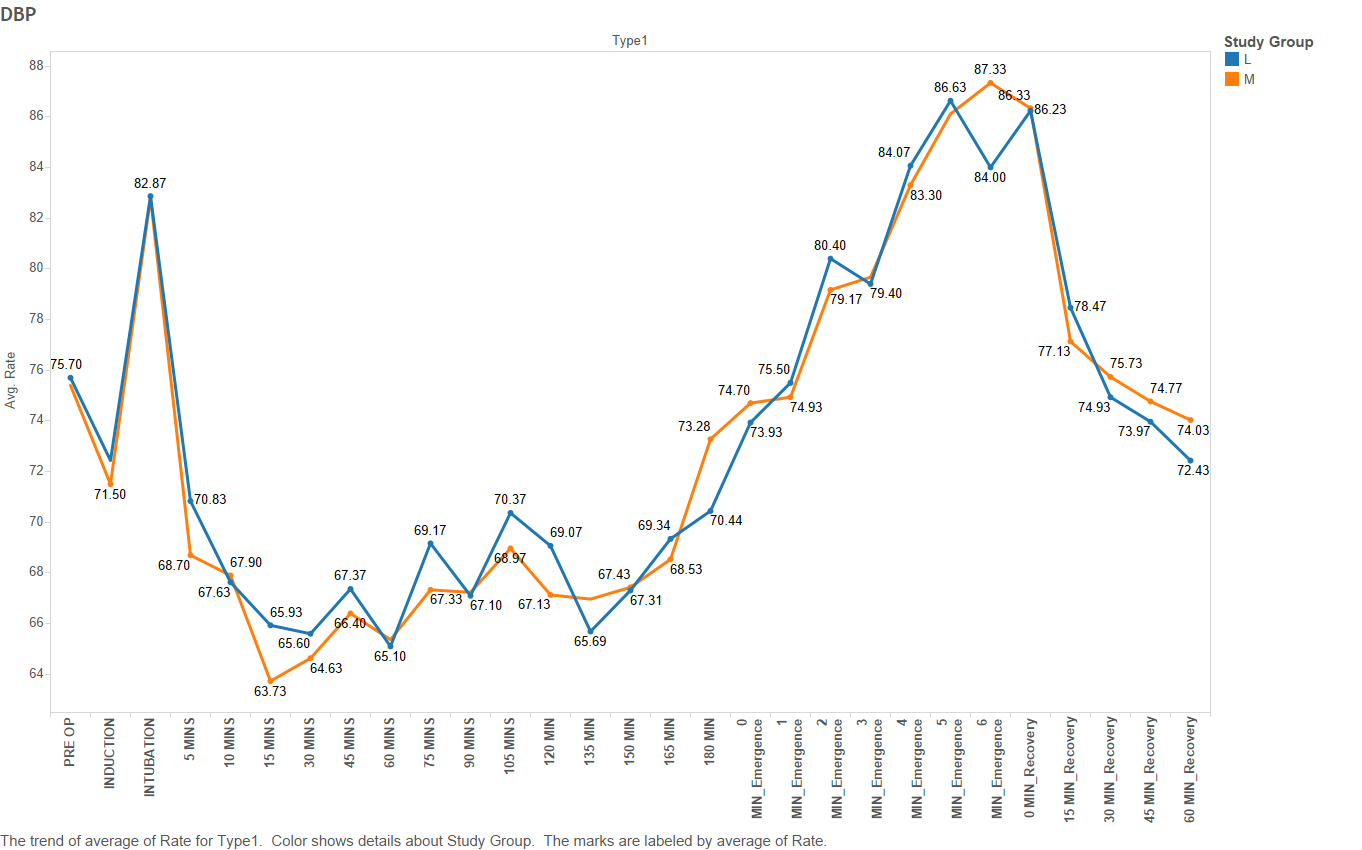 DBP
Type1
Study Group
L
M
Avg. Rate
88
86
84
82
80
78
76
74
72
70
68
66
64
75.70
71.50
82.87
70.83
68.70
67.90
67.63
65.93
63.73
65.60
64.63
67.37
66.40
65.10
69.17
67.33
67.10
70.37
68.97
69.07
67.13
65.69
67.43
67.31
69.34
68.53
73.28
70.44
74.70
73.93
75.50
74.93
80.40
79.17
79.40
84.07
83.30
86.63
87.33
84.00
86.33
86.23
78.47
77.13
75.73
74.93
74.77
73.97
74.03
72.43
PRE OP
INDUCTION
INTUBATION
5 MINS
10 MINS
15 MINS
30 MINS
45 MINS
60 MINS
75 MINS
90 MINS
105 MINS
120 MIN
135 MIN
150 MIN
165 MIN
180 MIN
0
MIN_Emergence
1
MIN_Emergence
2
MIN_Emergence
3
MIN_Emergence
4
MIN_Emergence
5
MIN_Emergence
6
MIN_Emergence
0 MIN_Recovery
15 MIN_Recovery
30 MIN_Recovery
45 MIN_Recovery
60 MIN_Recovery
The trend of average of Rate for Type1.  Color shows details about Study Group.  The marks are labeled by average of Rate.